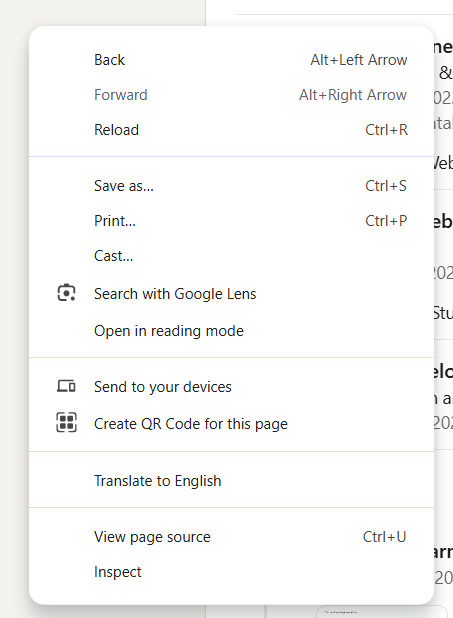 Back Alt+Left Arrow
Forward Alt+Right Arrow
Reload Ctrl+R
Save as... Ctrl+S
Print... Ctrl+P
Cast...
Search with Google Lens
Open in reading mode
Send to your devices
Create QR Code for this page
Translate to English
View page source Ctrl+U
Inspect